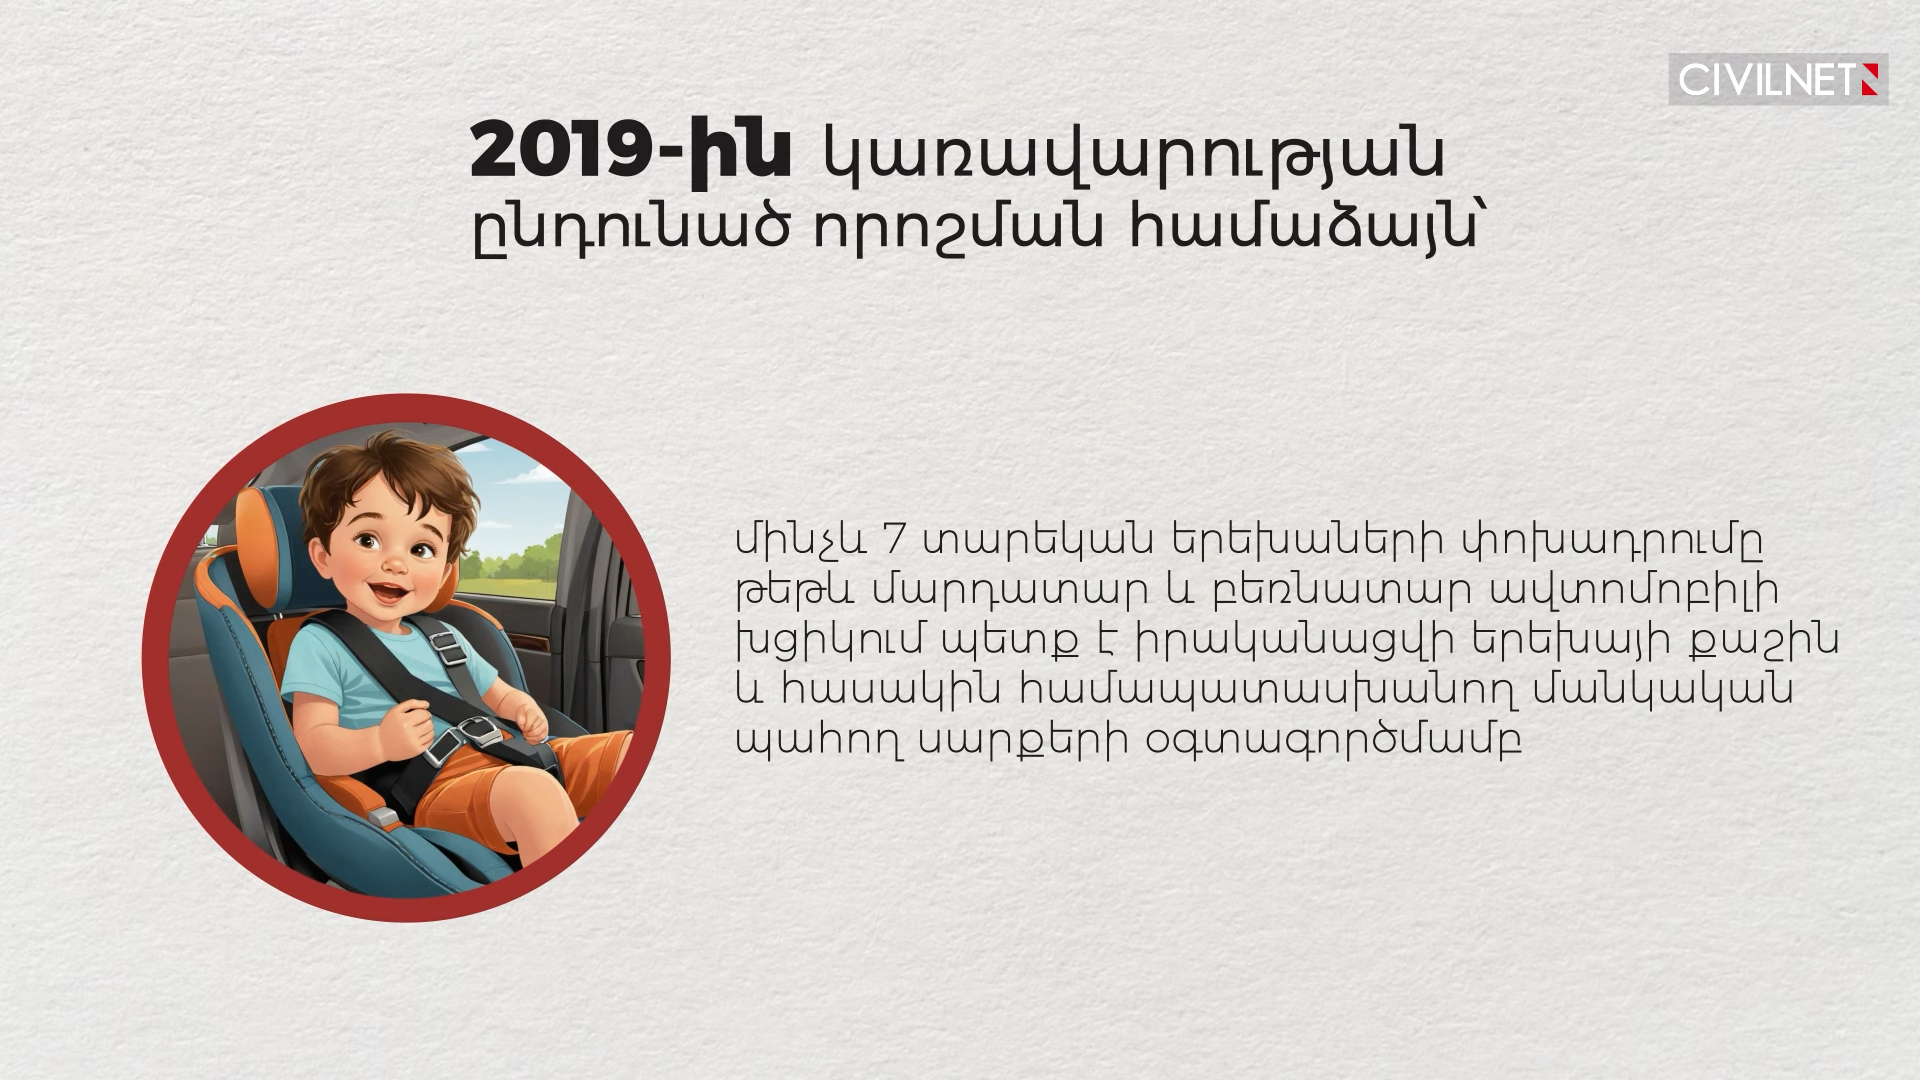 CIVILNET
2019-ին կառավարության
ընդունած որոշման համաձայն՝
մինչև 7 տարեկան երեխաների փոխադրումը
թեթև մարդատար և բեռնատար ավտոմոբիլի
խցիկում պետք է իրականացվի երեխայի քաշին
և հասակին համապատասխանող մանկական
պահող սարքերի օգտագործմամբ